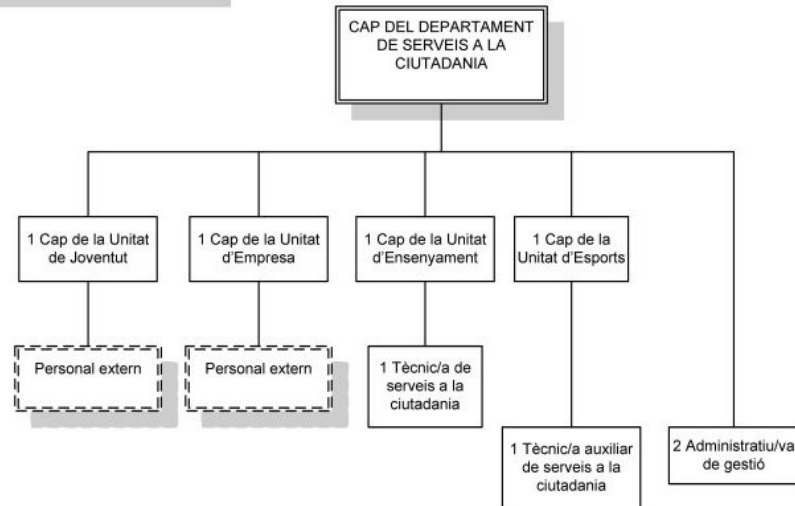 CAP DEL DEPARTAMENT
DE SERVEIS A LA
CIUTADANIA
1 Cap de la Unitat
de Joventut
1 Cap de la Unitat
d'Empresa
1 Cap de la Unitat
d'Ensenyament
1 Cap de la
Unitat d'Esports
Personal extern
Personal extern
1 Tècnic/a de
serveis a la
ciutadania
1 Tècnic/a auxiliar
de serveis a la
ciutadania
2 Administratiu/va
de gestió